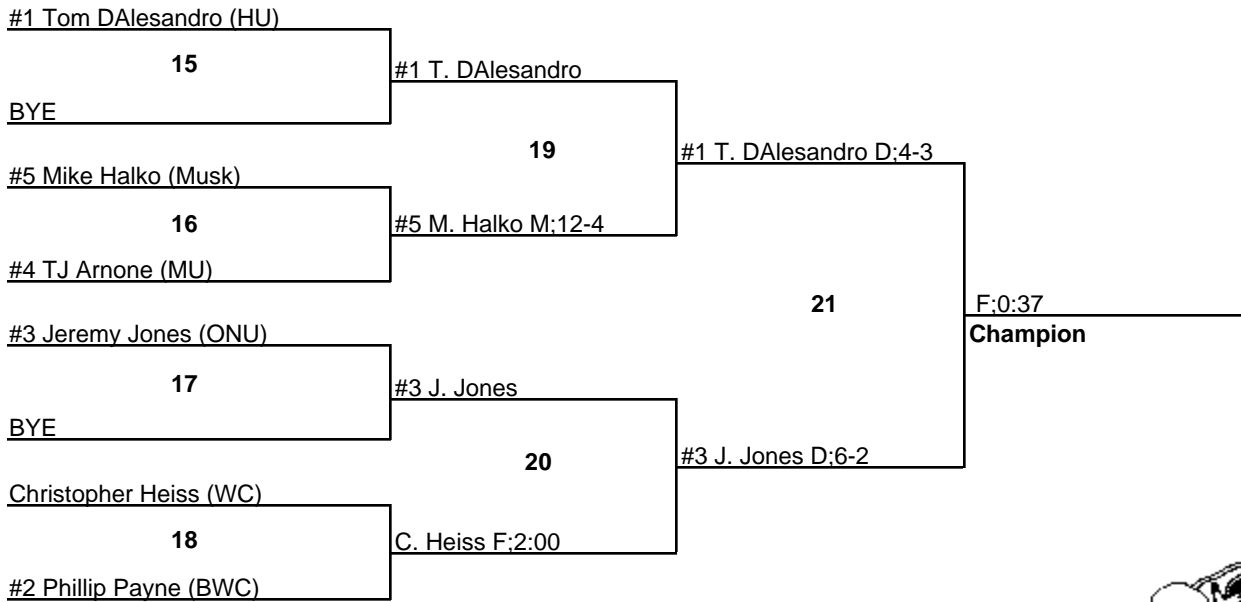 #1 Tom DAlesandro (HU)
15
#1 T. DAlesandro
BYE
19
#1 T. DAlesandro D;4-3
#5 Mike Halko (Musk)
16
#5 M. Halko M;12-4
#4 TJ Arnone (MU)
21
F;0:37
Champion
#3 Jeremy Jones (ONU)
17
#3 J. Jones
BYE
20
#3 J. Jones D;6-2
Christopher Heiss (WC)
18
C. Heiss F;2:00
#2 Phillip Payne (BWC)